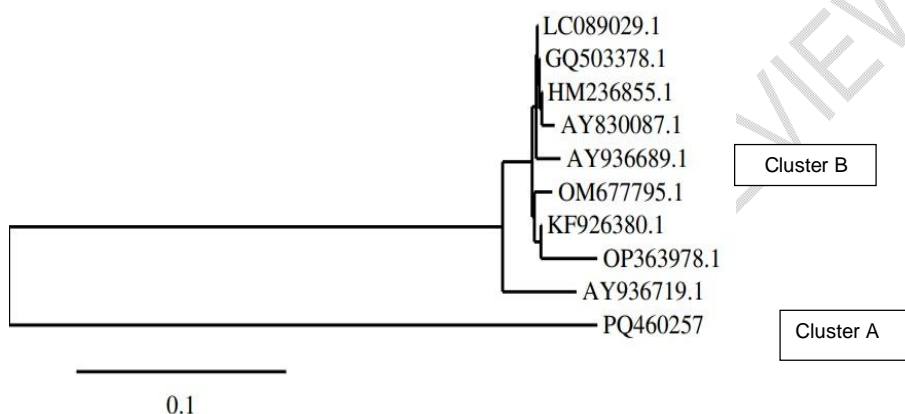 LC089029.1
GQ503378.1
HM236855.1
AY830087.1
AY936689.1
Cluster B
OM677795.1
KF926380.1
OP363978.1
AY936719.1
PQ460257
Cluster A
0.1